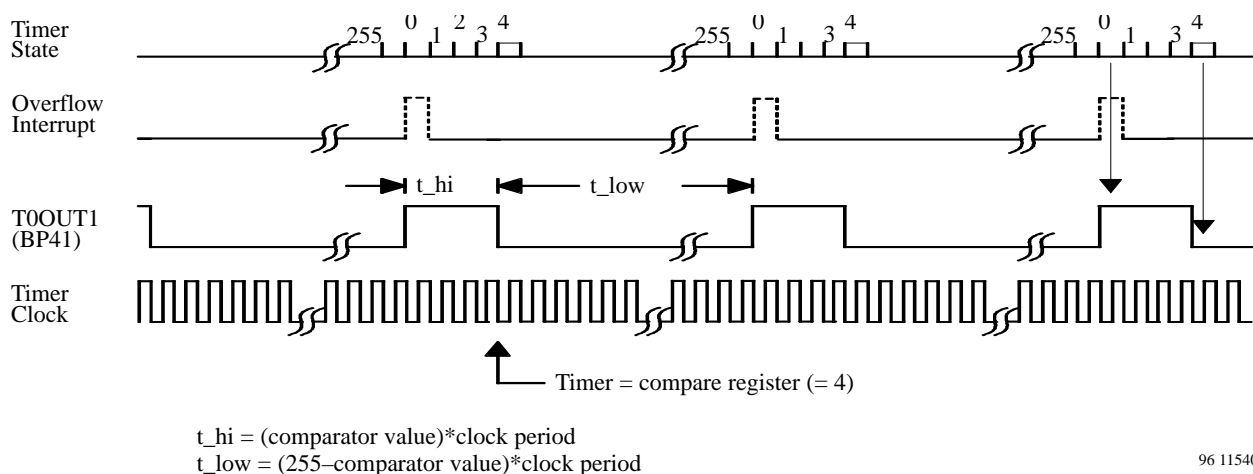 Timer
State
255 0 1 2 3 4
255 0 1 3 4
255 0 1 3 4
Overflow
Interrupt
t_hi
t_low
T0OUT1
(BP41)
Timer
Clock
Timer = compare register (= 4)
t_hi = (comparator value)*clock period
t_low = (255–comparator value)*clock period
96 11540